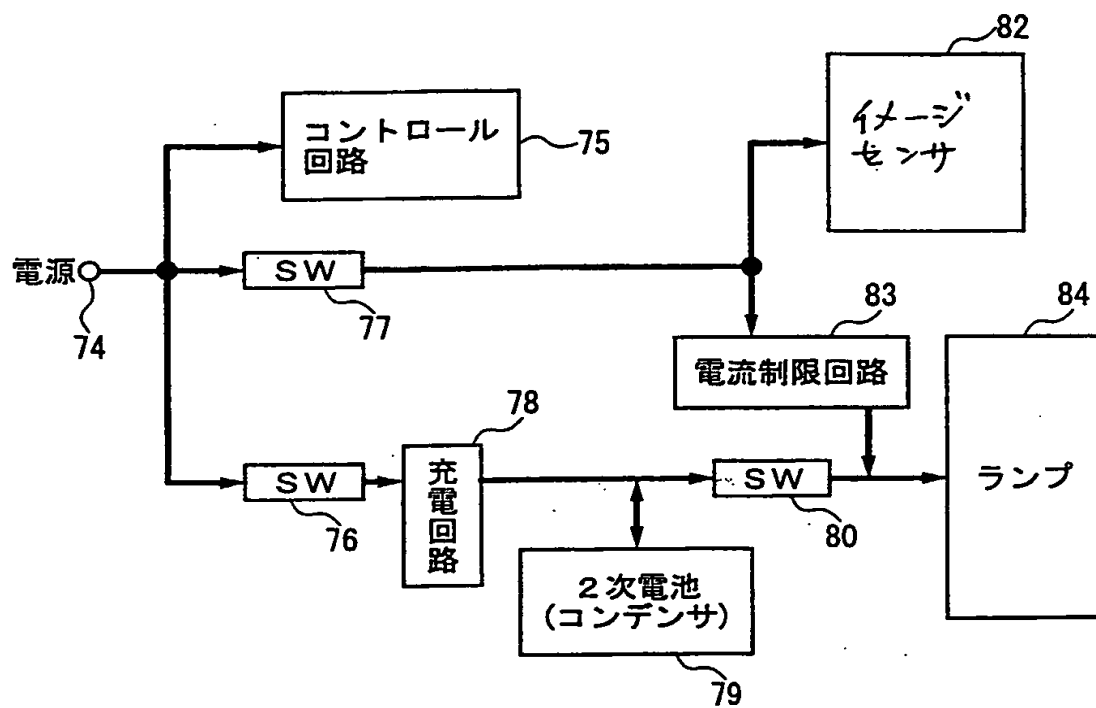 82
イメージ
センサ
コントロール
回路
75
電源
74
SW
77
83
電流制限回路
84
ランプ
78
充電回路
SW
76
SW
80
2次電池
(コンデンサ)
79